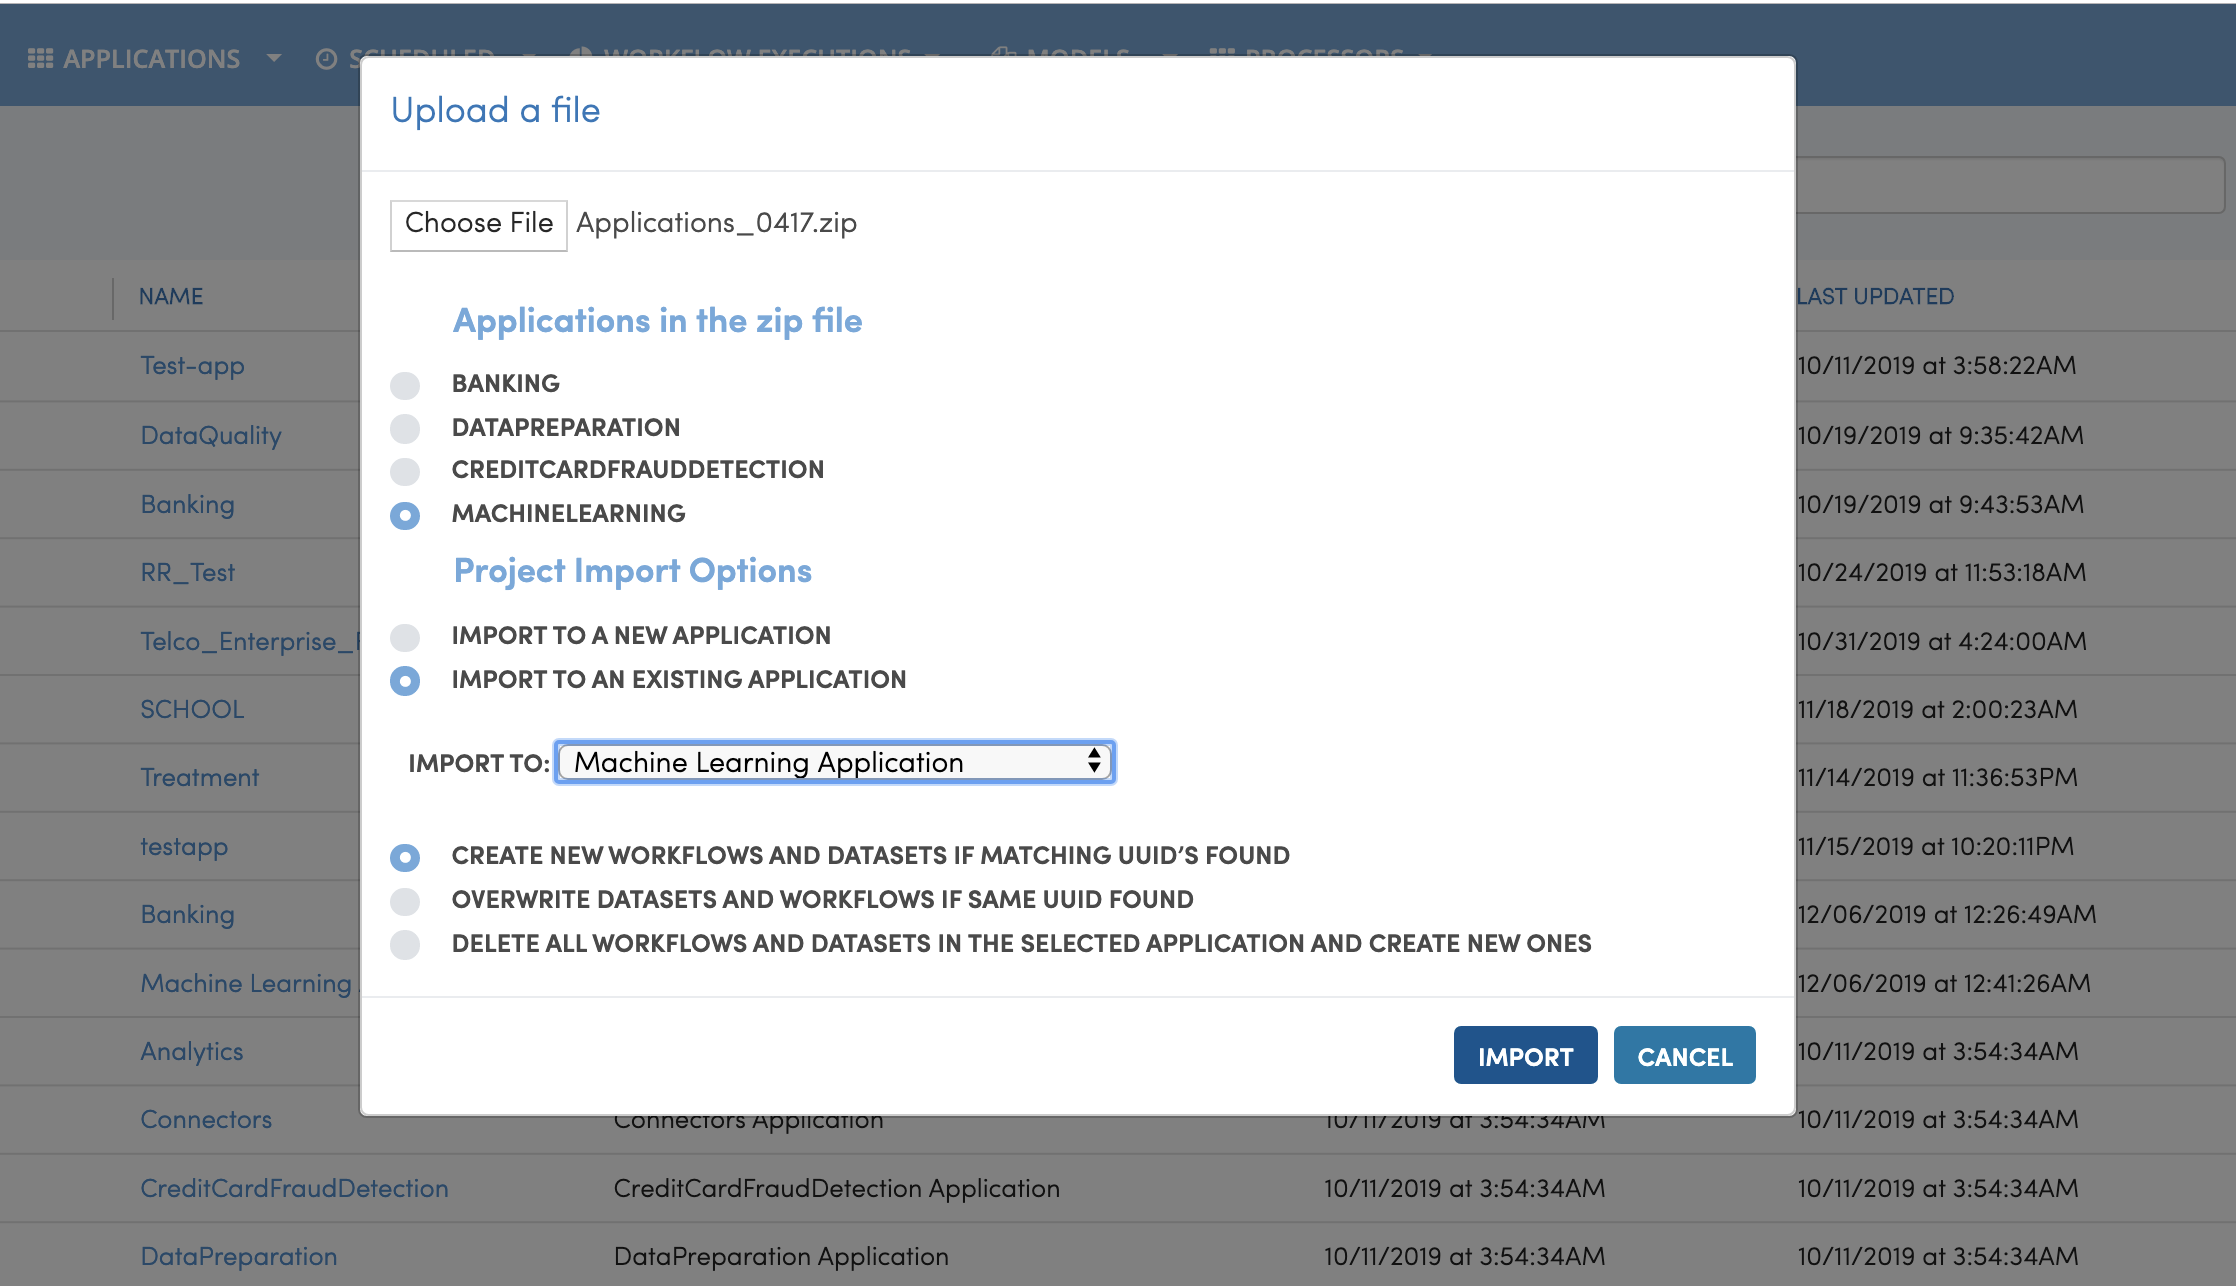 APPLICATIONS SCHEDULED WORKFLOW EXECUTIONS MODELS PROCESSORS
Upload a file
Choose File Applications_0417.zip
Applications in the zip file
BANKING
DATAPREPARATION
CREDITCARDFRAUDDETECTION
MACHINELEARNING
Project Import Options
IMPORT TO A NEW APPLICATION
IMPORT TO AN EXISTING APPLICATION
IMPORT TO: Machine Learning Application
CREATE NEW WORKFLOWS AND DATASETS IF MATCHING UUID'S FOUND
OVERWRITE DATASETS AND WORKFLOWS IF SAME UUID FOUND
DELETE ALL WORKFLOWS AND DATASETS IN THE SELECTED APPLICATION AND CREATE NEW ONES
IMPORT CANCEL
NAME LAST UPDATED
Test-app 10/11/2019 at 3:58:22AM
DataQuality 10/19/2019 at 9:35:42AM
Banking 10/19/2019 at 9:43:53AM
RR_Test 10/24/2019 at 11:53:18AM
Telco_Enterprise_ 10/31/2019 at 4:24:00AM
SCHOOL 11/18/2019 at 2:00:23AM
Treatment 11/14/2019 at 11:36:53PM
testapp 11/15/2019 at 10:20:11PM
Banking 12/06/2019 at 12:26:49AM
Machine Learning 12/06/2019 at 12:41:26AM
Analytics 10/11/2019 at 3:54:34AM
Connectors Connectors Application 10/11/2019 at 3:54:34AM 10/11/2019 at 3:54:34AM
CreditCardFraudDetection CreditCardFraudDetection Application 10/11/2019 at 3:54:34AM 10/11/2019 at 3:54:34AM
DataPreparation DataPreparation Application 10/11/2019 at 3:54:34AM 10/11/2019 at 3:54:34AM